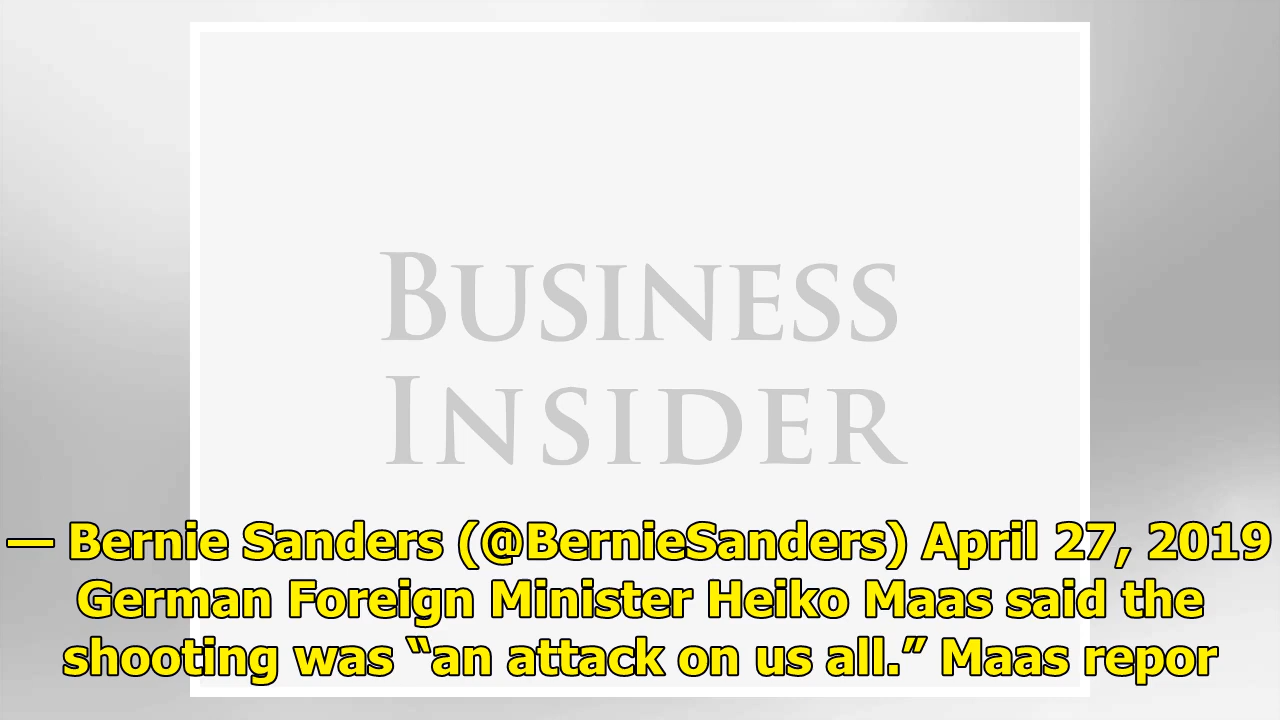 BUSINESS
INSIDER
— Bernie Sanders (@BernieSanders) April 27, 2019
German Foreign Minister Heiko Maas said the
shooting was “an attack on us all.” Maas repor